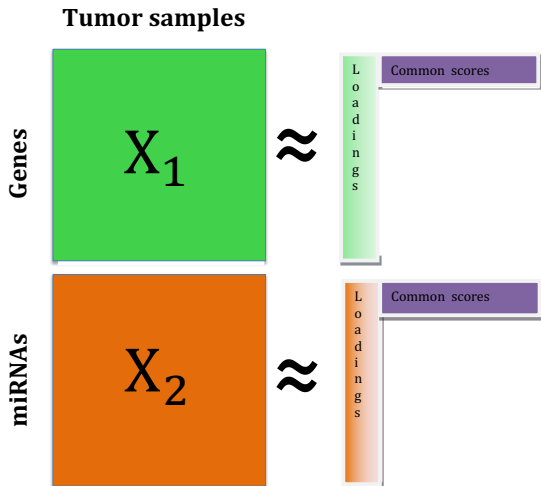 Tumor samples
Genes
X1
≈
Loadings
Common scores
miRNAs
X2
≈
Loadings
Common scores